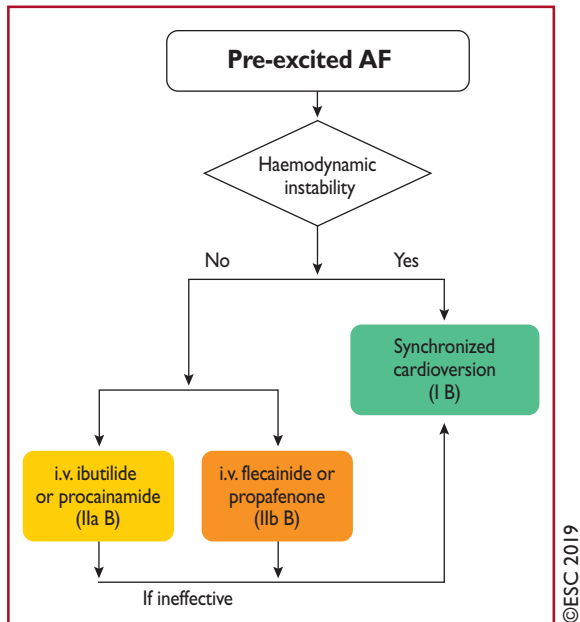 Pre-excited AF
Haemodynamic
instability
No
Yes
Synchronized
cardioversion
(I B)
i.v. ibutilide
or procainamide
(IIa B)
i.v. flecainide or
propafenone
(IIb B)
If ineffective
©ESC 2019